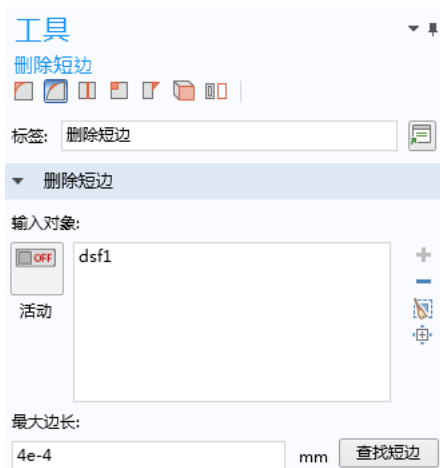 工具
删除短边
标签: 删除短边
删除短边
输入对象:
OFF dsf1
活动
最大边长:
4e-4 mm 查找短边